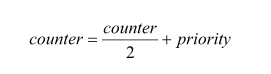 counter = counter / 2 + priority